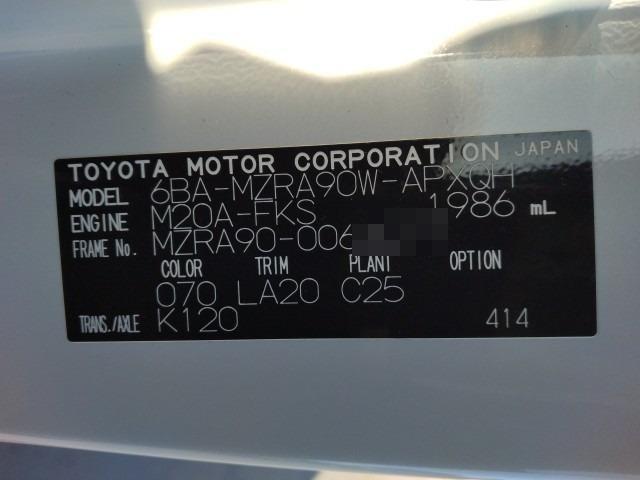 TOYOTA MOTOR CORPORATION JAPAN
MODEL 6BA-MZRA90W-APXQH
ENGINE M20A-FKS 1986 mL
FRAME No. MZRA90-006
COLOR TRIM PLANT OPTION
070 LA20 C25
TRANS./AXLE K120 414